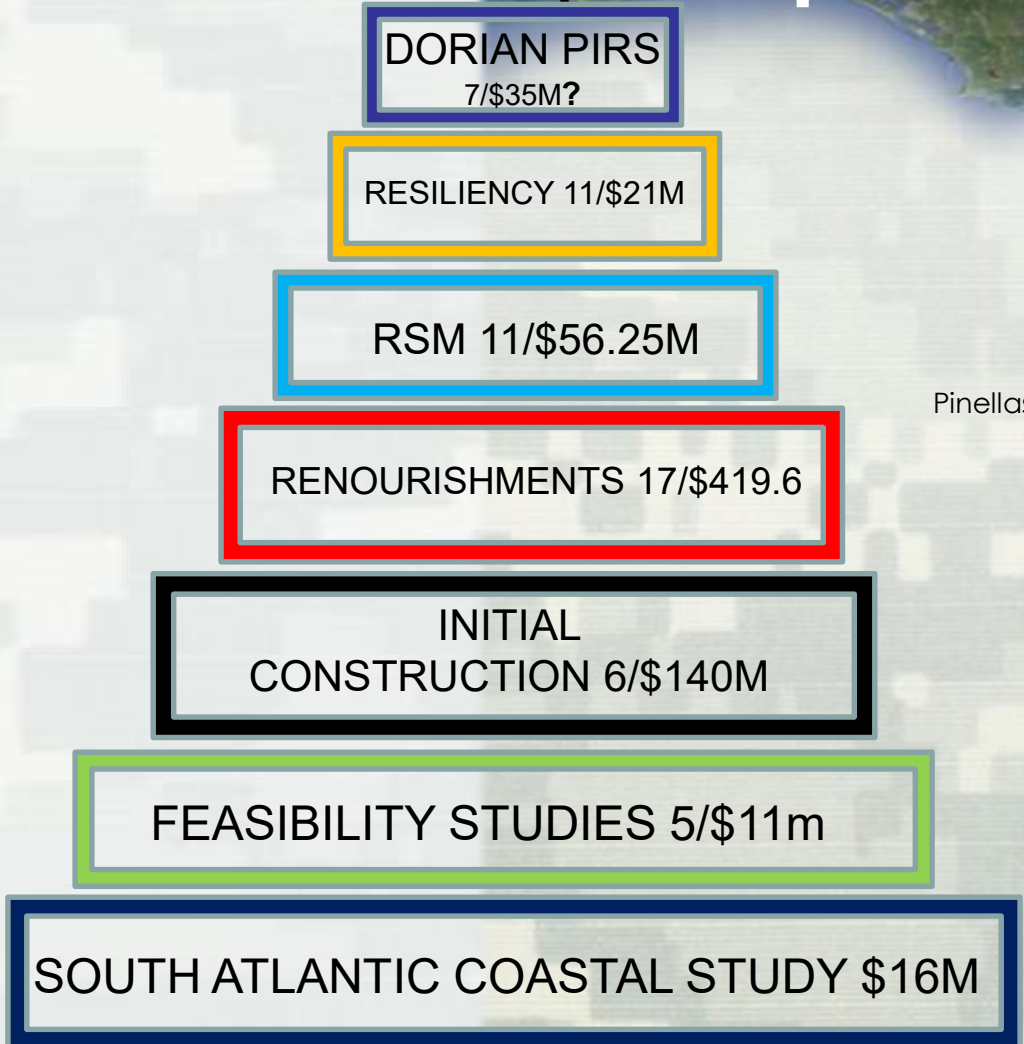 DORIAN PIRS
7/$35M?
RESILIENCY 11/$21M
RSM 11/$56.25M
Pinellas
RENOURISHMENTS 17/$419.6
INITIAL
CONSTRUCTION 6/$140M
FEASIBILITY STUDIES 5/$11m
SOUTH ATLANTIC COASTAL STUDY $16M